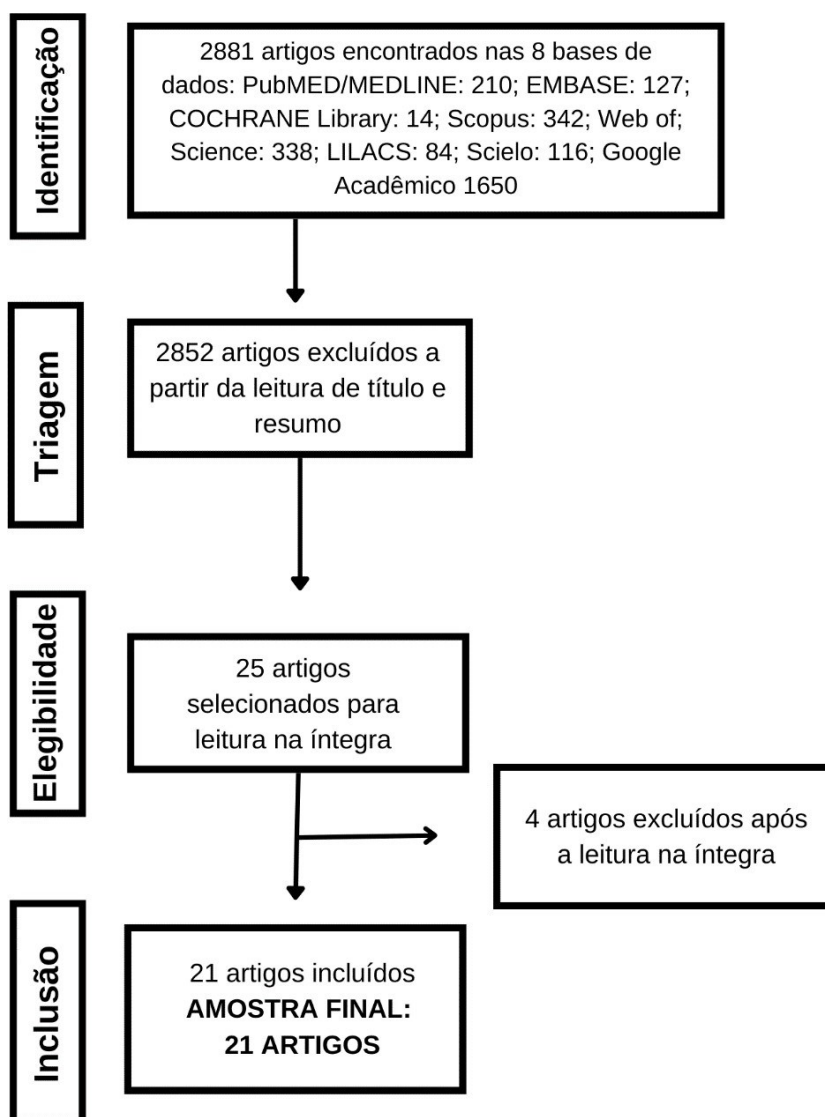 Identificação
2881 artigos encontrados nas 8 bases de
dados: PubMED/MEDLINE: 210; EMBASE: 127;
COCHRANE Library: 14; Scopus: 342; Web of;
Science: 338; LILACS: 84; Scielo: 116; Google
Acadêmico 1650
Triagem
2852 artigos excluídos a
partir da leitura de título e
resumo
Elegibilidade
25 artigos
selecionados para
leitura na íntegra
4 artigos excluídos após
a leitura na íntegra
Inclusão
21 artigos incluídos
AMOSTRA FINAL:
21 ARTIGOS